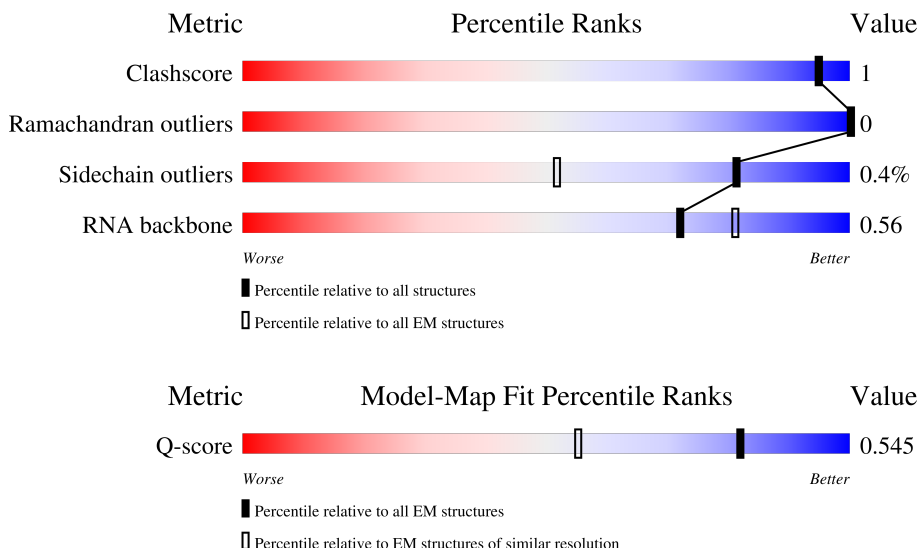 Metric Percentile Ranks Value
Clashscore 1
Ramachandran outliers 0
Sidechain outliers 0.4%
RNA backbone 0.56
Worse Better
Percentile relative to all structures
Percentile relative to all EM structures
Metric Model-Map Fit Percentile Ranks Value
Q-score 0.545
Worse Better
Percentile relative to all EM structures
Percentile relative to EM structures of similar resolution